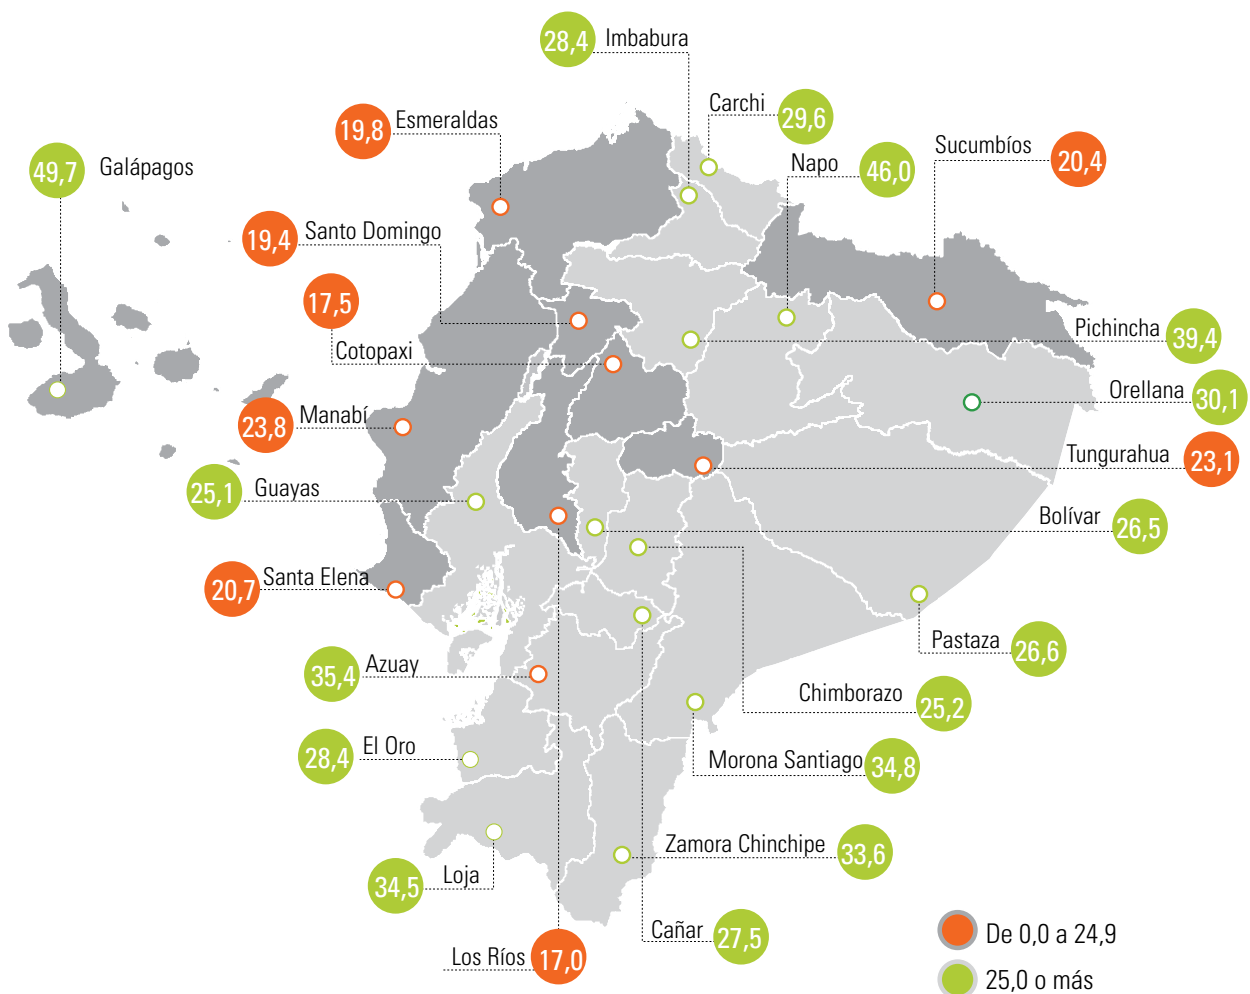 28,4 Imbabura
Carchi 29,6
19,8 Esmeraldas
Sucumbíos 20,4
49,7 Galápagos
Napo 46,0
19,4 Santo Domingo
17,5
Cotopaxi
Pichincha 39,4
Orellana 30,1
23,8 Manabí
Tungurahua 23,1
25,1 Guayas
Bolívar 26,5
20,7 Santa Elena
Pastaza 26,6
35,4 Azuay
Chimborazo 25,2
28,4 El Oro
Morona Santiago 34,8
Zamora Chinchipe 33,6
34,5 Loja
Cañar 27,5
Los Ríos 17,0
De 0,0 a 24,9
25,0 o más